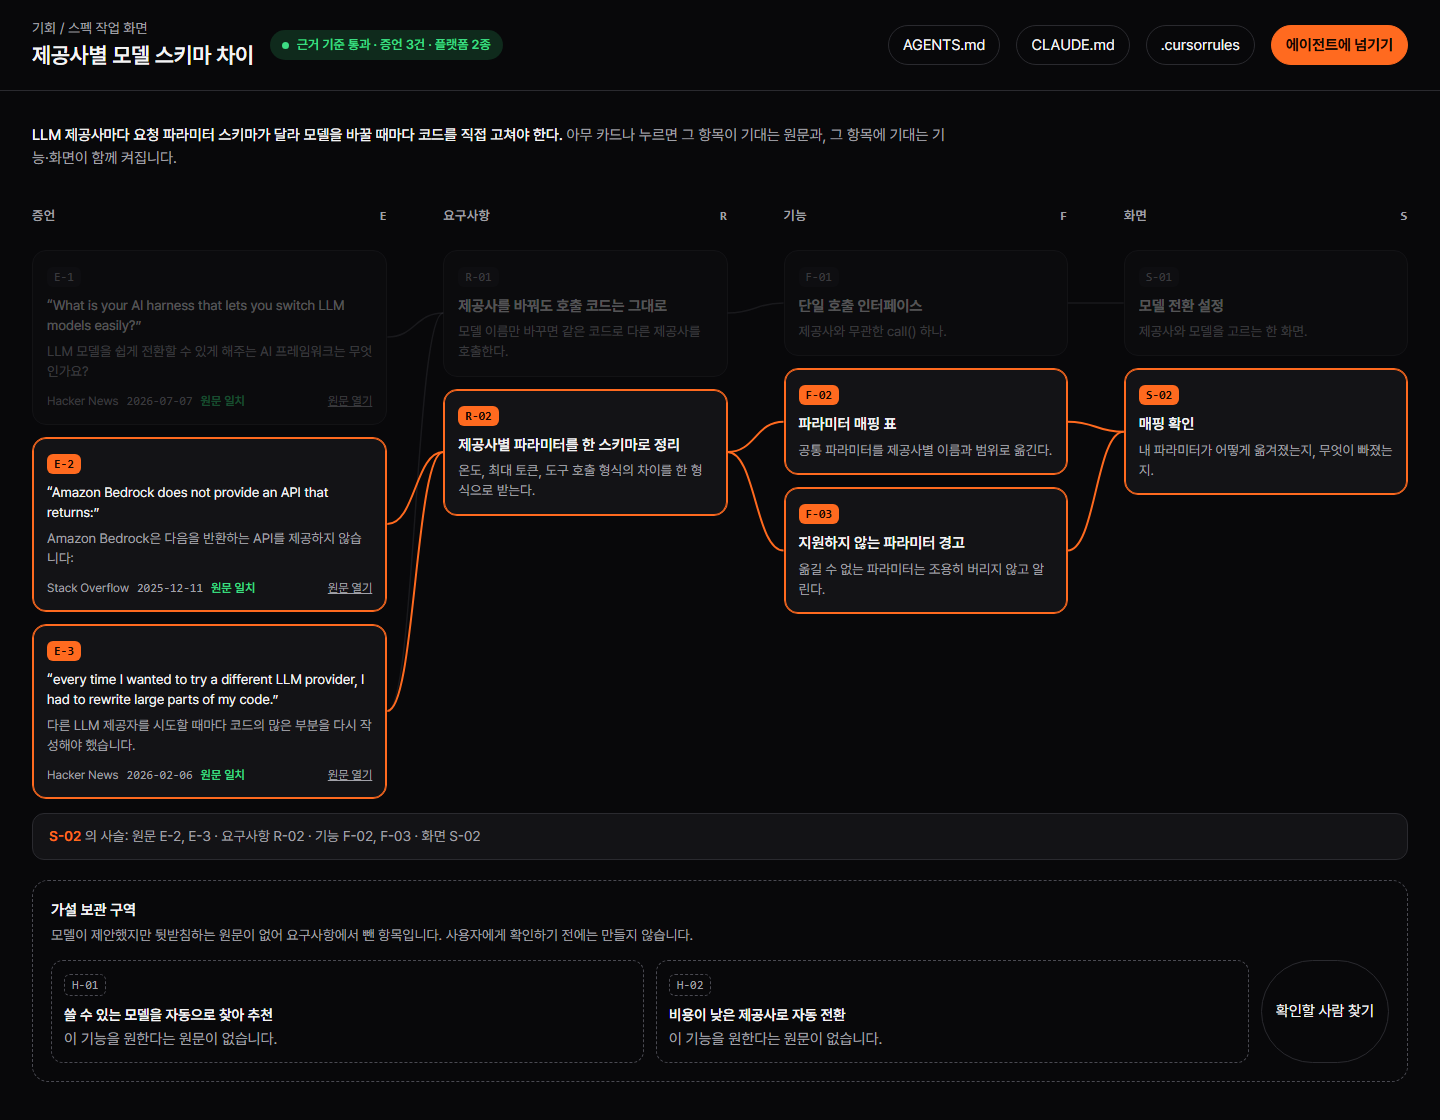 기회 / 스펙 작업 화면
제공사별 모델 스키마 차이
근거 기준 통과 · 증언 3건 · 플랫폼 2종
AGENTS.md
CLAUDE.md
.cursorrules
에이전트에 넘기기
LLM 제공사마다 요청 파라미터 스키마가 달라 모델을 바꿀 때마다 코드를 직접 고쳐야 한다. 아무 카드나 누르면 그 항목이 기대는 원문과, 그 항목에 기대는 기
능·화면이 함께 켜집니다.
증언 E
요구사항 R
기능 F
화면 S
E-1
“What is your AI harness that lets you switch LLM
models easily?”
LLM 모델을 쉽게 전환할 수 있게 해주는 AI 프레임워크는 무엇
인가요?
Hacker News 2026-07-07 원문 일치 원문 열기
E-2
“Amazon Bedrock does not provide an API that
returns:”
Amazon Bedrock은 다음을 반환하는 API를 제공하지 않습
니다:
Stack Overflow 2025-12-11 원문 일치 원문 열기
E-3
“every time I wanted to try a different LLM provider, I
had to rewrite large parts of my code.”
다른 LLM 제공자를 시도할 때마다 코드의 많은 부분을 다시 작
성해야 했습니다.
Hacker News 2026-02-06 원문 일치 원문 열기
R-01
제공사를 바꿔도 호출 코드는 그대로
모델 이름만 바꾸면 같은 코드로 다른 제공사를
호출한다.
R-02
제공사별 파라미터를 한 스키마로 정리
온도, 최대 토큰, 도구 호출 형식의 차이를 한 형
식으로 받는다.
F-01
단일 호출 인터페이스
제공사와 무관한 call() 하나.
F-02
파라미터 매핑 표
공통 파라미터를 제공사별 이름과 범위로 옮긴다.
F-03
지원하지 않는 파라미터 경고
옮길 수 없는 파라미터는 조용히 버리지 않고 알
린다.
S-01
모델 전환 설정
제공사와 모델을 고르는 한 화면.
S-02
매핑 확인
내 파라미터가 어떻게 옮겨졌는지, 무엇이 빠졌는
지.
S-02 의 사슬: 원문 E-2, E-3 · 요구사항 R-02 · 기능 F-02, F-03 · 화면 S-02
가설 보관 구역
모델이 제안했지만 뒷받침하는 원문이 없어 요구사항에서 뺀 항목입니다. 사용자에게 확인하기 전에는 만들지 않습니다.
H-01
쓸 수 있는 모델을 자동으로 찾아 추천
이 기능을 원한다는 원문이 없습니다.
H-02
비용이 낮은 제공사로 자동 전환
이 기능을 원한다는 원문이 없습니다.
확인할 사람 찾기